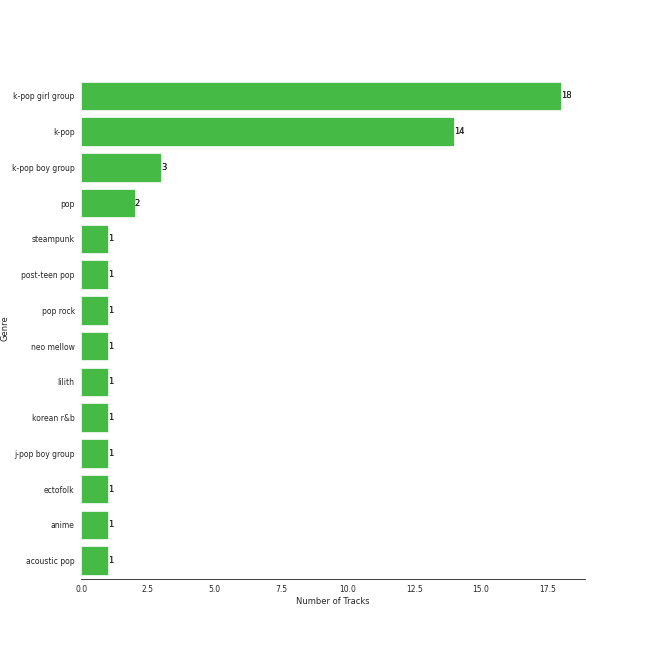 k-pop girl group 18
k-pop 14
k-pop boy group 3
pop 2
steampunk 1
post-teen pop 1
pop rock 1
neo mellow 1
lilith 1
korean r&b 1
j-pop boy group 1
ectofolk 1
anime 1
acoustic pop 1
Genre
0.0 2.5 5.0 7.5 10.0 12.5 15.0 17.5
Number of Tracks